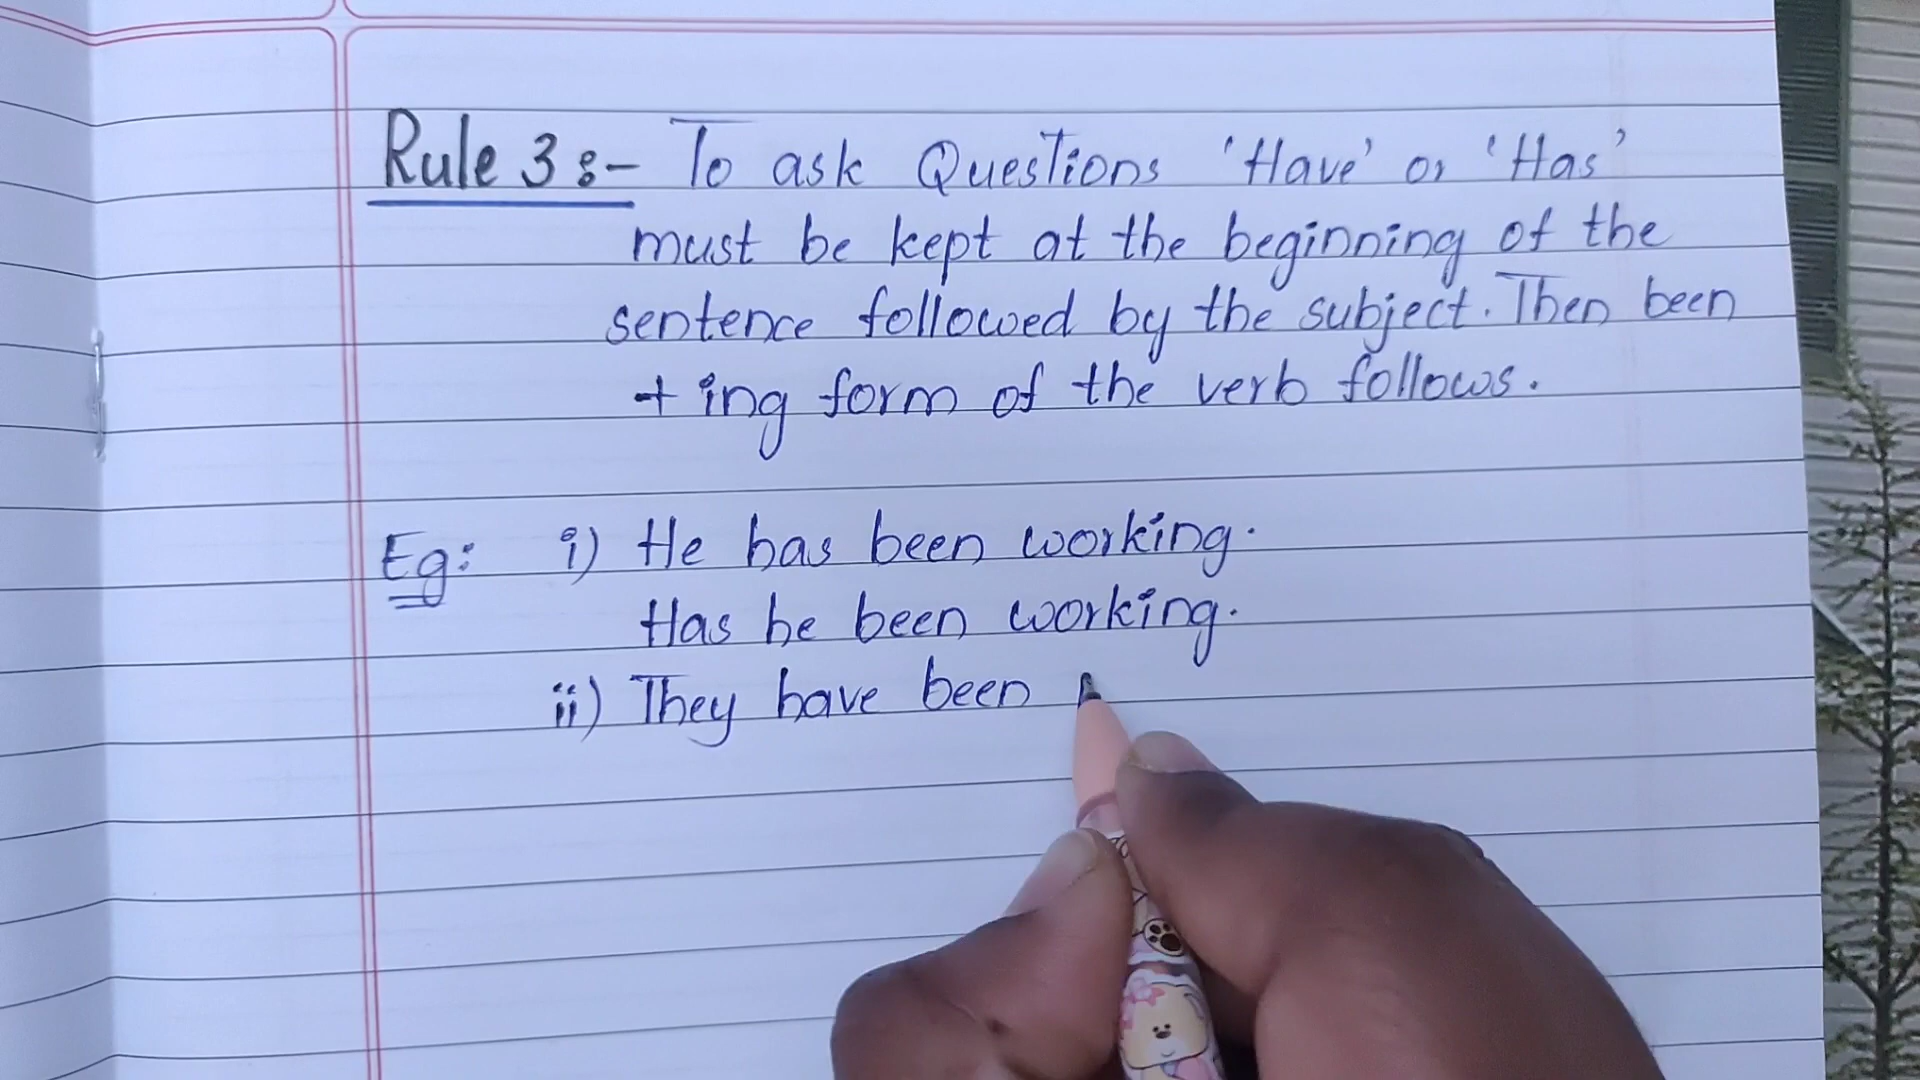 Rule 3 :- To ask Questions 'Have' or 'Has'
must be kept at the beginning of the
sentence followed by the subject. Then been
+ ing form of the verb follows.
Eg: i) He has been working.
Has he been working.
ii) They have been